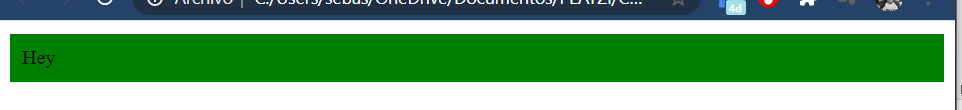 Archivo | C:/Users/sebas/OneDrive/Documentos/PLATZI/C...
4d
Hey